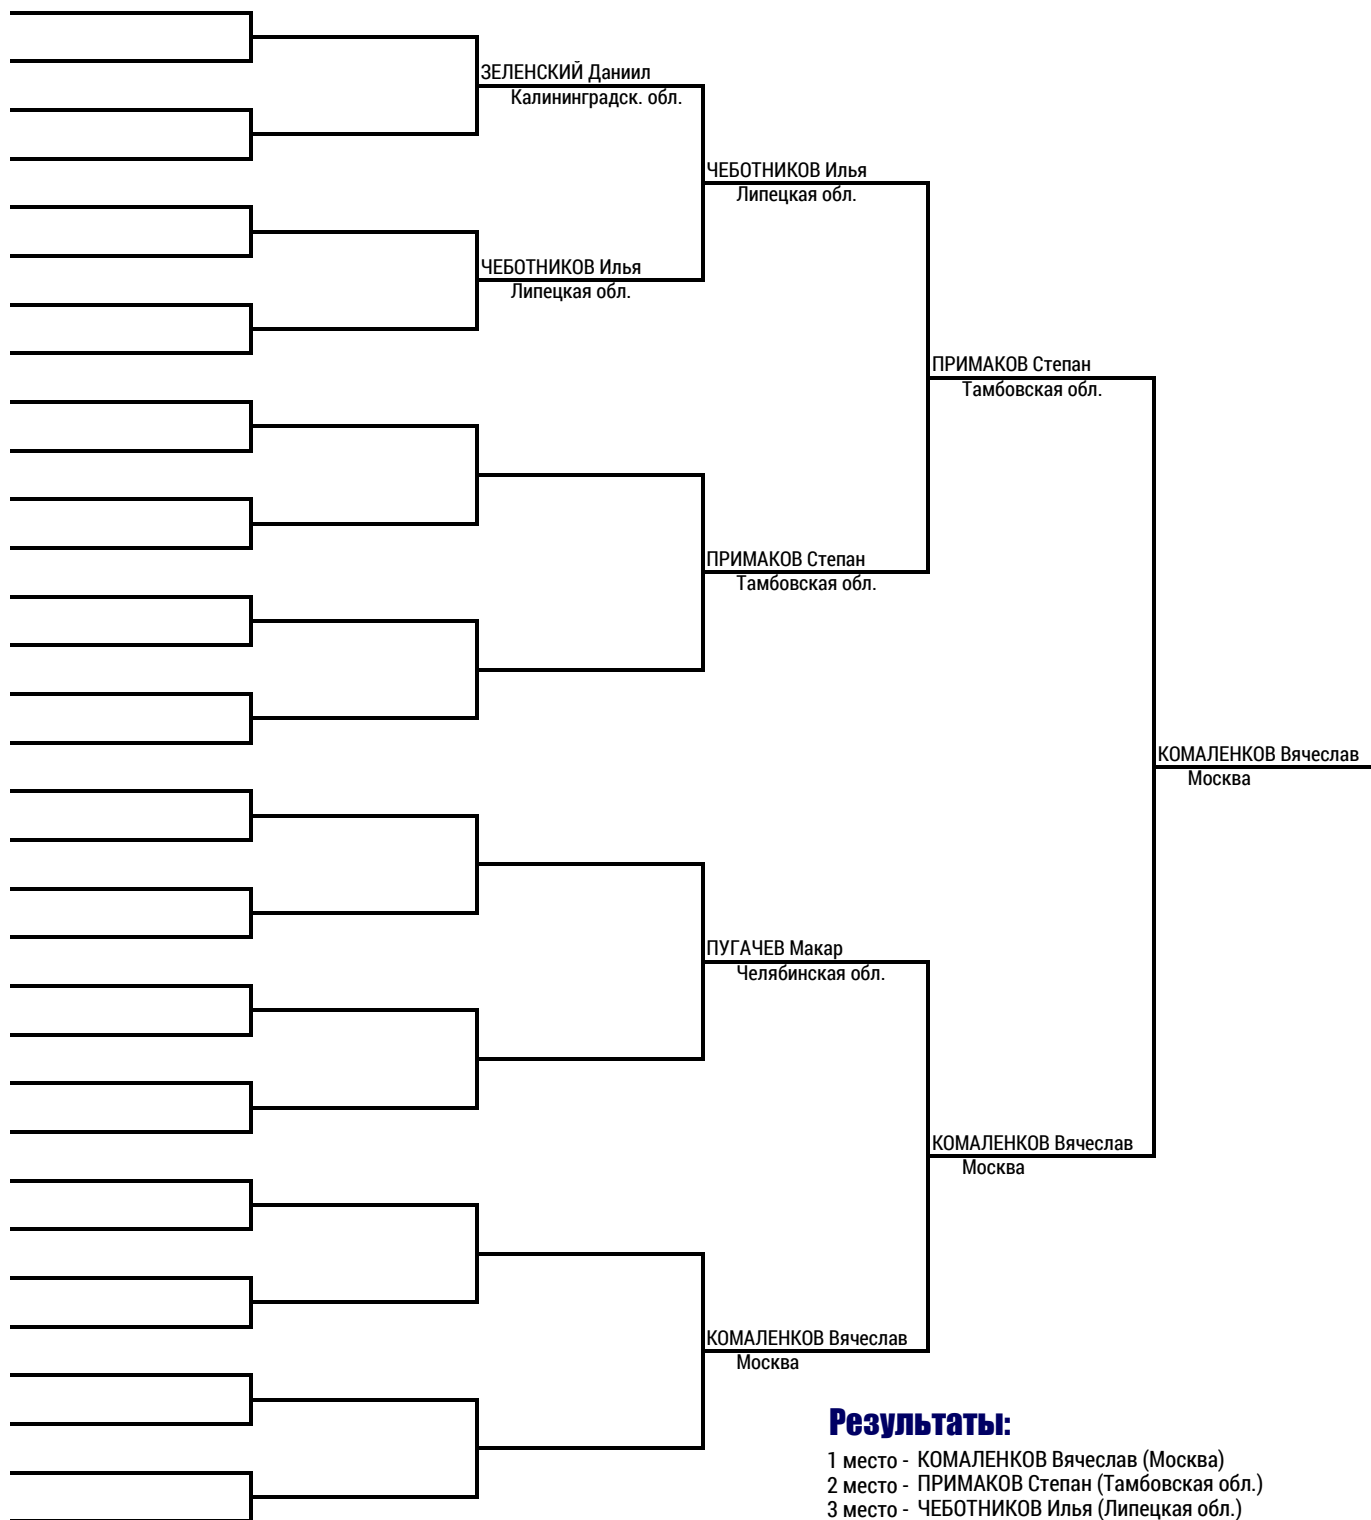 ЗЕЛЕНСКИЙ Даниил
Калининградск. обл.
ЧЕБОТНИКОВ Илья
Липецкая обл.
ЧЕБОТНИКОВ Илья
Липецкая обл.
ПРИМАКОВ Степан
Тамбовская обл.
ПРИМАКОВ Степан
Тамбовская обл.
КОМАЛЕНКОВ Вячеслав
Москва
ПУГАЧЕВ Макар
Челябинская обл.
КОМАЛЕНКОВ Вячеслав
Москва
КОМАЛЕНКОВ Вячеслав
Москва
Результаты:
1 место - КОМАЛЕНКОВ Вячеслав (Москва)
2 место - ПРИМАКОВ Степан (Тамбовская обл.)
3 место - ЧЕБОТНИКОВ Илья (Липецкая обл.)